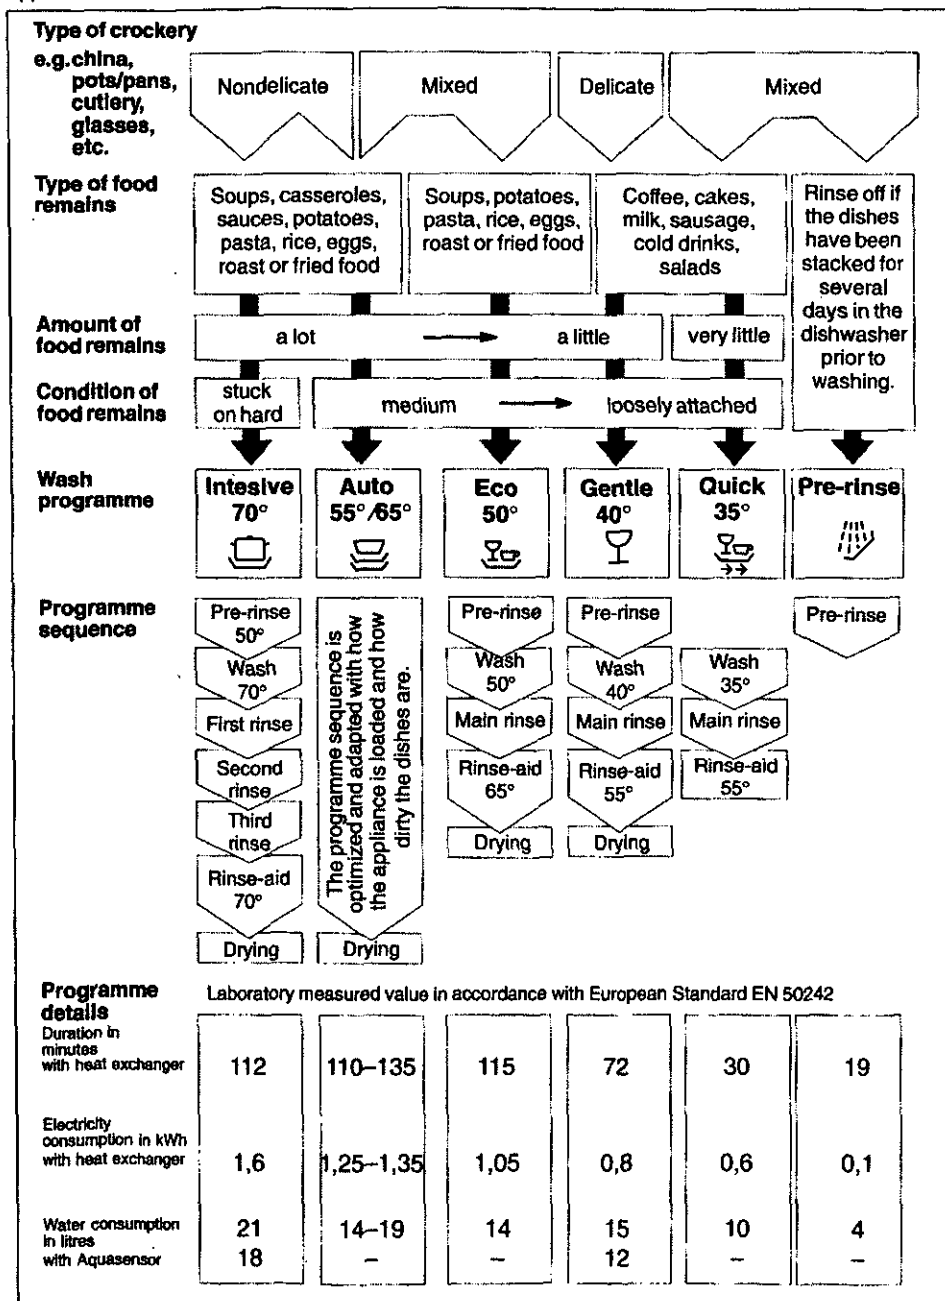 Type of crockery
e.g. china,
pots/pans,
cutlery,
glasses,
etc.
Nondelicate
Mixed
Delicate
Mixed
Type of food
remains
Soups, casseroles,
sauces, potatoes,
pasta, rice, eggs,
roast or fried food
Soups, potatoes,
pasta, rice, eggs,
roast or fried food
Coffee, cakes,
milk, sausage,
cold drinks,
salads
Rinse off if
the dishes
have been
stacked for
several
days in the
dishwasher
prior to
washing.
Amount of
food remains
a lot → a little
very little
Condition of
food remains
stuck
on hard
medium → loosely attached
Wash
programme
Intesive
70°
Auto
55°/65°
Eco
50°
Gentle
40°
Quick
35°
Pre-rinse
Programme
sequence
Pre-rinse
50°
Wash
70°
First rinse
Second
rinse
Third
rinse
Rinse-aid
70°
Drying
The programme sequence is
optimized and adapted with how
the appliance is loaded and how
dirty the dishes are.
Drying
Pre-rinse
Wash
50°
Main rinse
Rinse-aid
65°
Drying
Pre-rinse
Wash
40°
Main rinse
Rinse-aid
55°
Drying
Wash
35°
Main rinse
Rinse-aid
55°
Pre-rinse
Programme
details
Laboratory measured value in accordance with European Standard EN 50242
Duration in
minutes
with heat exchanger
112 110–135 115 72 30 19
Electricity
consumption in kWh
with heat exchanger
1,6 1,25–1,35 1,05 0,8 0,6 0,1
Water consumption
in litres
21 14–19 14 15 10 4
with Aquasensor
18 – – 12 – –